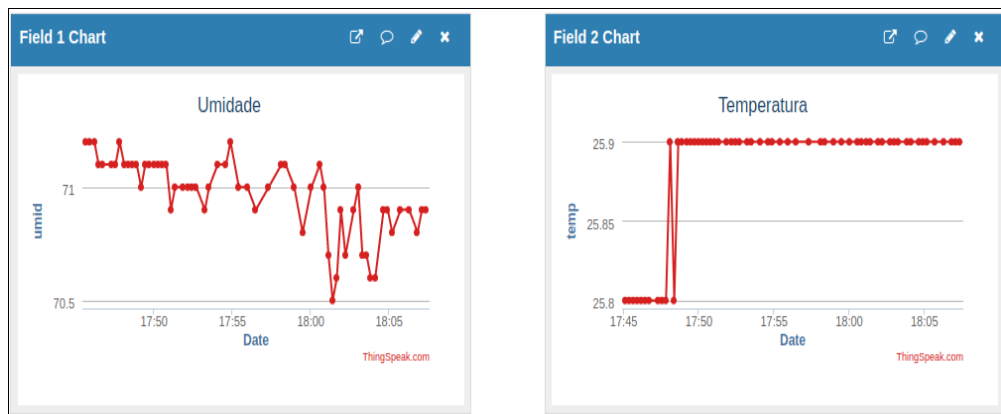 Field 1 Chart
Umidade
umid
71
70.5
17:50 17:55 18:00 18:05
Date
ThingSpeak.com
Field 2 Chart
Temperatura
temp
25.9
25.85
25.8
17:45 17:50 17:55 18:00 18:05
Date
ThingSpeak.com